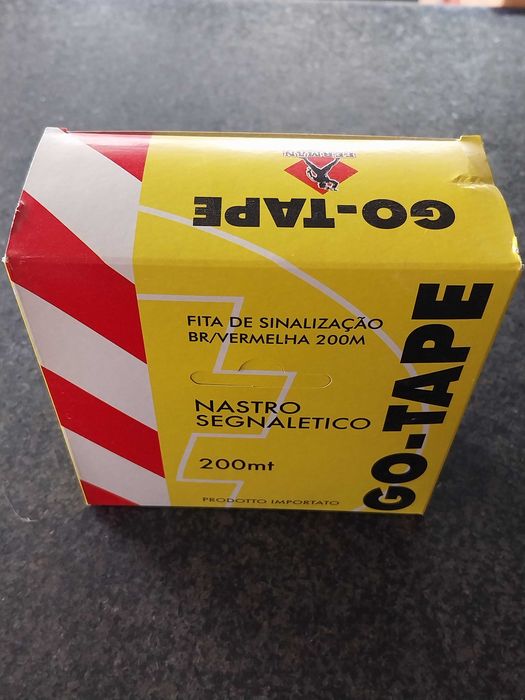 GO-TAPE
FITA DE SINALIZAÇÃO
BR/VERMELHA 200M
NASTRO
SEGNALETICO
200mt
PRODOTTO IMPORTATO
GO-TAPE